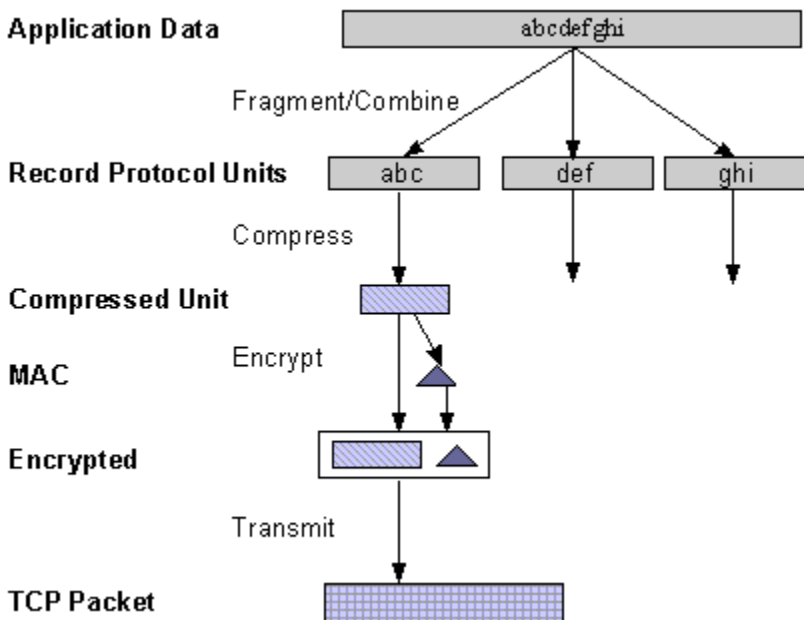 Application Data
abcdefghi
Fragment/Combine
Record Protocol Units
abc
def
ghi
Compress
Compressed Unit
Encrypt
MAC
Encrypted
Transmit
TCP Packet